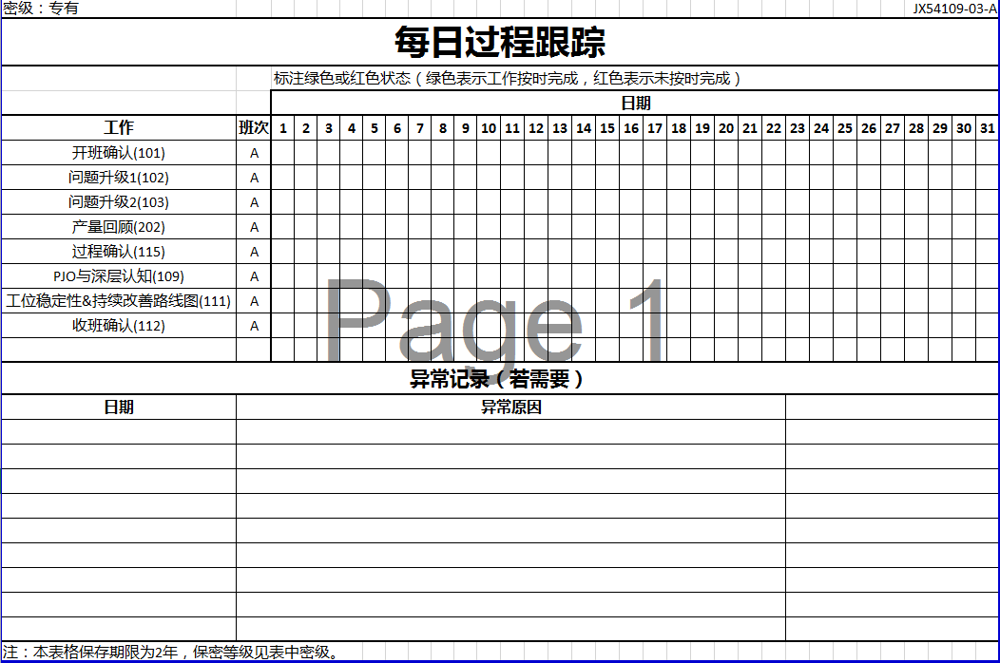 密级：专有 JX54109-03-A
每日过程跟踪
标注绿色或红色状态（绿色表示工作按时完成，红色表示未按时完成）
日期
工作 班次 1 2 3 4 5 6 7 8 9 10 11 12 13 14 15 16 17 18 19 20 21 22 23 24 25 26 27 28 29 30 31
开班确认(101) A
问题升级1(102) A
问题升级2(103) A
产量回顾(202) A
过程确认(115) A
PJO与深层认知(109) A
工位稳定性&持续改善路线图(111) A
收班确认(112) A
Page 1
异常记录（若需要）
日期 异常原因
注：本表格保存期限为2年，保密等级见表中密级。